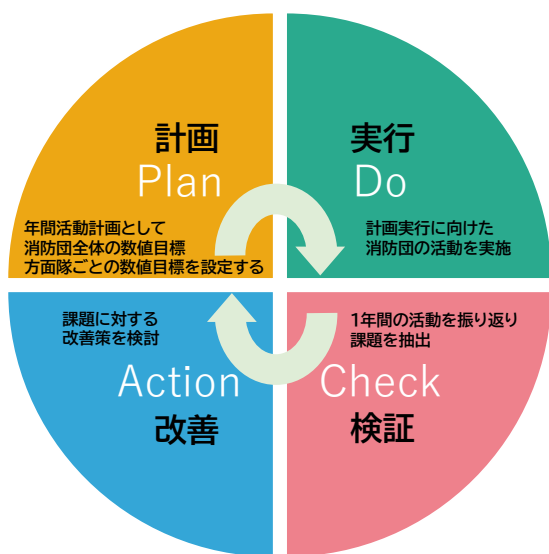 計画
Plan
年間活動計画として
消防団全体の数値目標
方面隊ごとの数値目標を設定する
実行
Do
計画実行に向けた
消防団の活動を実施
課題に対する
改善策を検討
Action
改善
1年間の活動を振り返り
課題を抽出
Check
検証